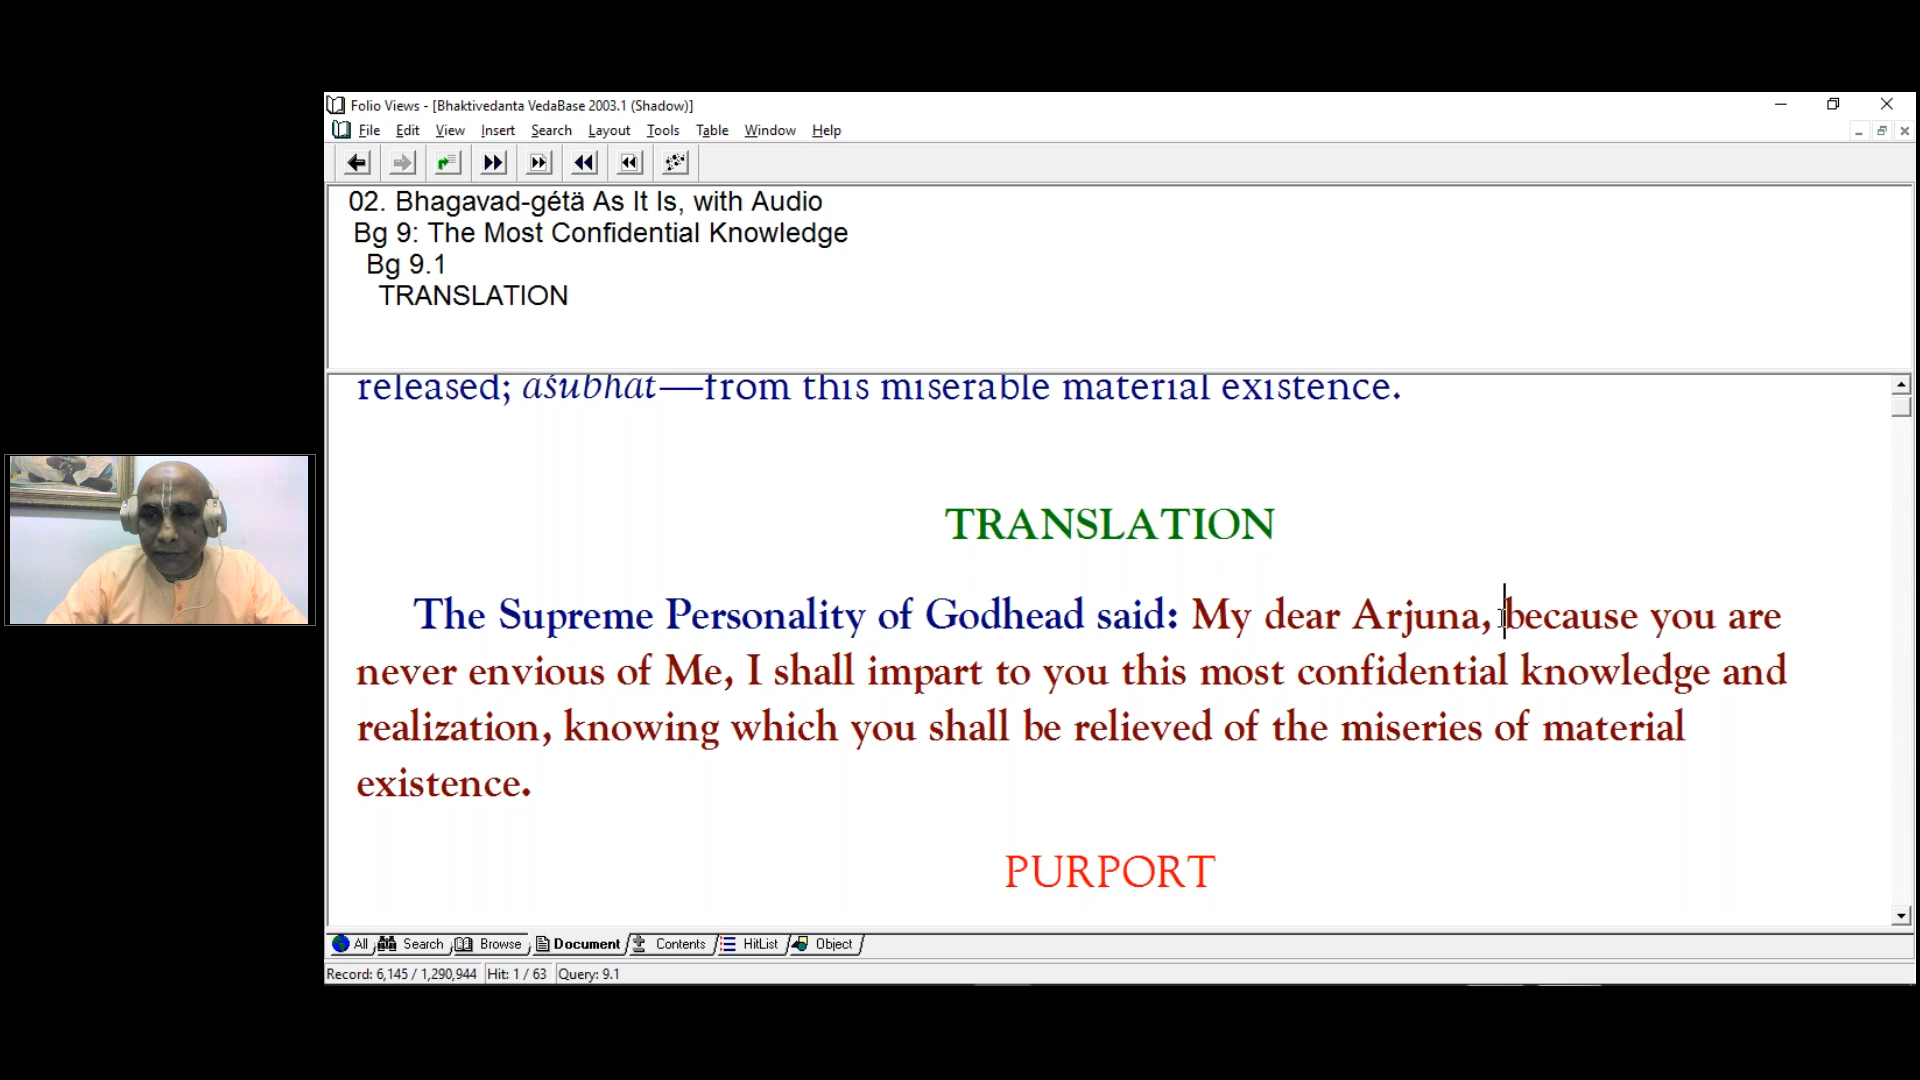 Folio Views - [Bhaktivedanta VedaBase 2003.1 (Shadow)]
File Edit View Insert Search Layout Tools Table Window Help
02. Bhagavad-gétä As It Is, with Audio
Bg 9: The Most Confidential Knowledge
Bg 9.1
TRANSLATION
released; aśubhāt—from this miserable material existence.
TRANSLATION
The Supreme Personality of Godhead said: My dear Arjuna, because you are
never envious of Me, I shall impart to you this most confidential knowledge and
realization, knowing which you shall be relieved of the miseries of material
existence.
PURPORT
All Search Browse Document Contents HitList Object
Record: 6,145 / 1,290,944 Hit: 1 / 63 Query: 9.1